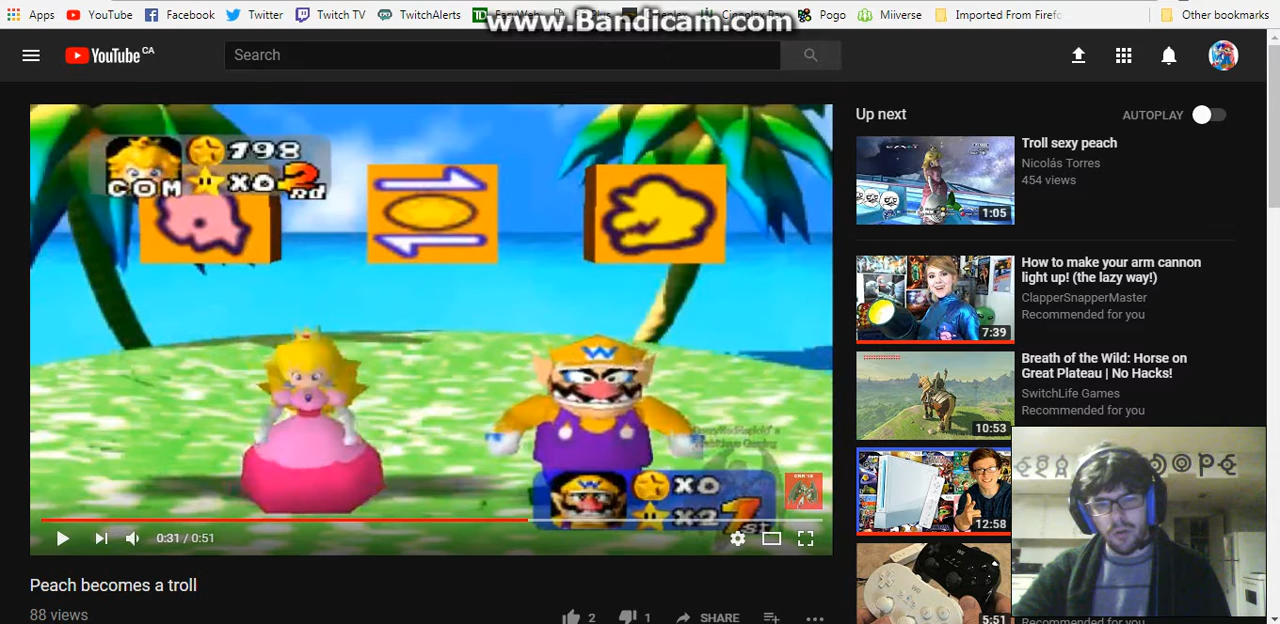 www.Bandicam.com
Apps YouTube Facebook Twitter Twitch TV TwitchAlerts Pogo Miiverse Imported From Firefo Other bookmarks
YouTube CA
Search
Up next
AUTOPLAY
798
COM x0 2nd
x0
x2 1st
0:31 / 0:51
Peach becomes a troll
88 views
2 1 SHARE
Troll sexy peach
Nicolás Torres
454 views
1:05
How to make your arm cannon
light up! (the lazy way!)
ClapperSnapperMaster
Recommended for you
7:39
Breath of the Wild: Horse on
Great Plateau | No Hacks!
SwitchLife Games
Recommended for you
10:53
12:58
5:51